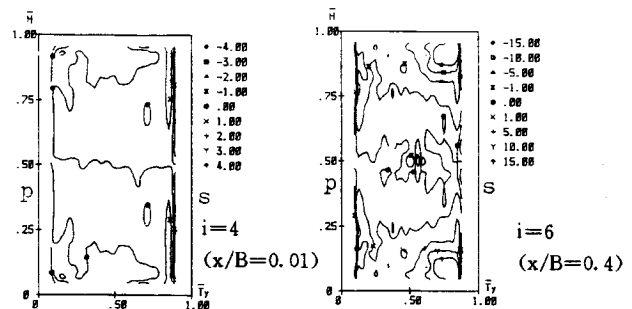 H̄
1.00
.75
.50
.25
0
0
.50
1.00
T̄y
P
S
-4.00
-3.00
-2.00
-1.00
.00
1.00
2.00
3.00
4.00
i=4
(x/B=0.01)
H̄
1.00
.75
.50
.25
0
0
.50
1.00
T̄y
P
S
-15.00
-10.00
-5.00
-1.00
.00
1.00
5.00
10.00
15.00
i=6
(x/B=0.4)